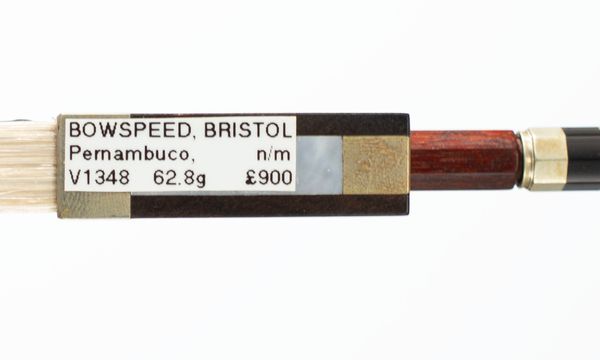 BOWSPEED, BRISTOL
Pernambuco, n/m
V1348 62.8g £900